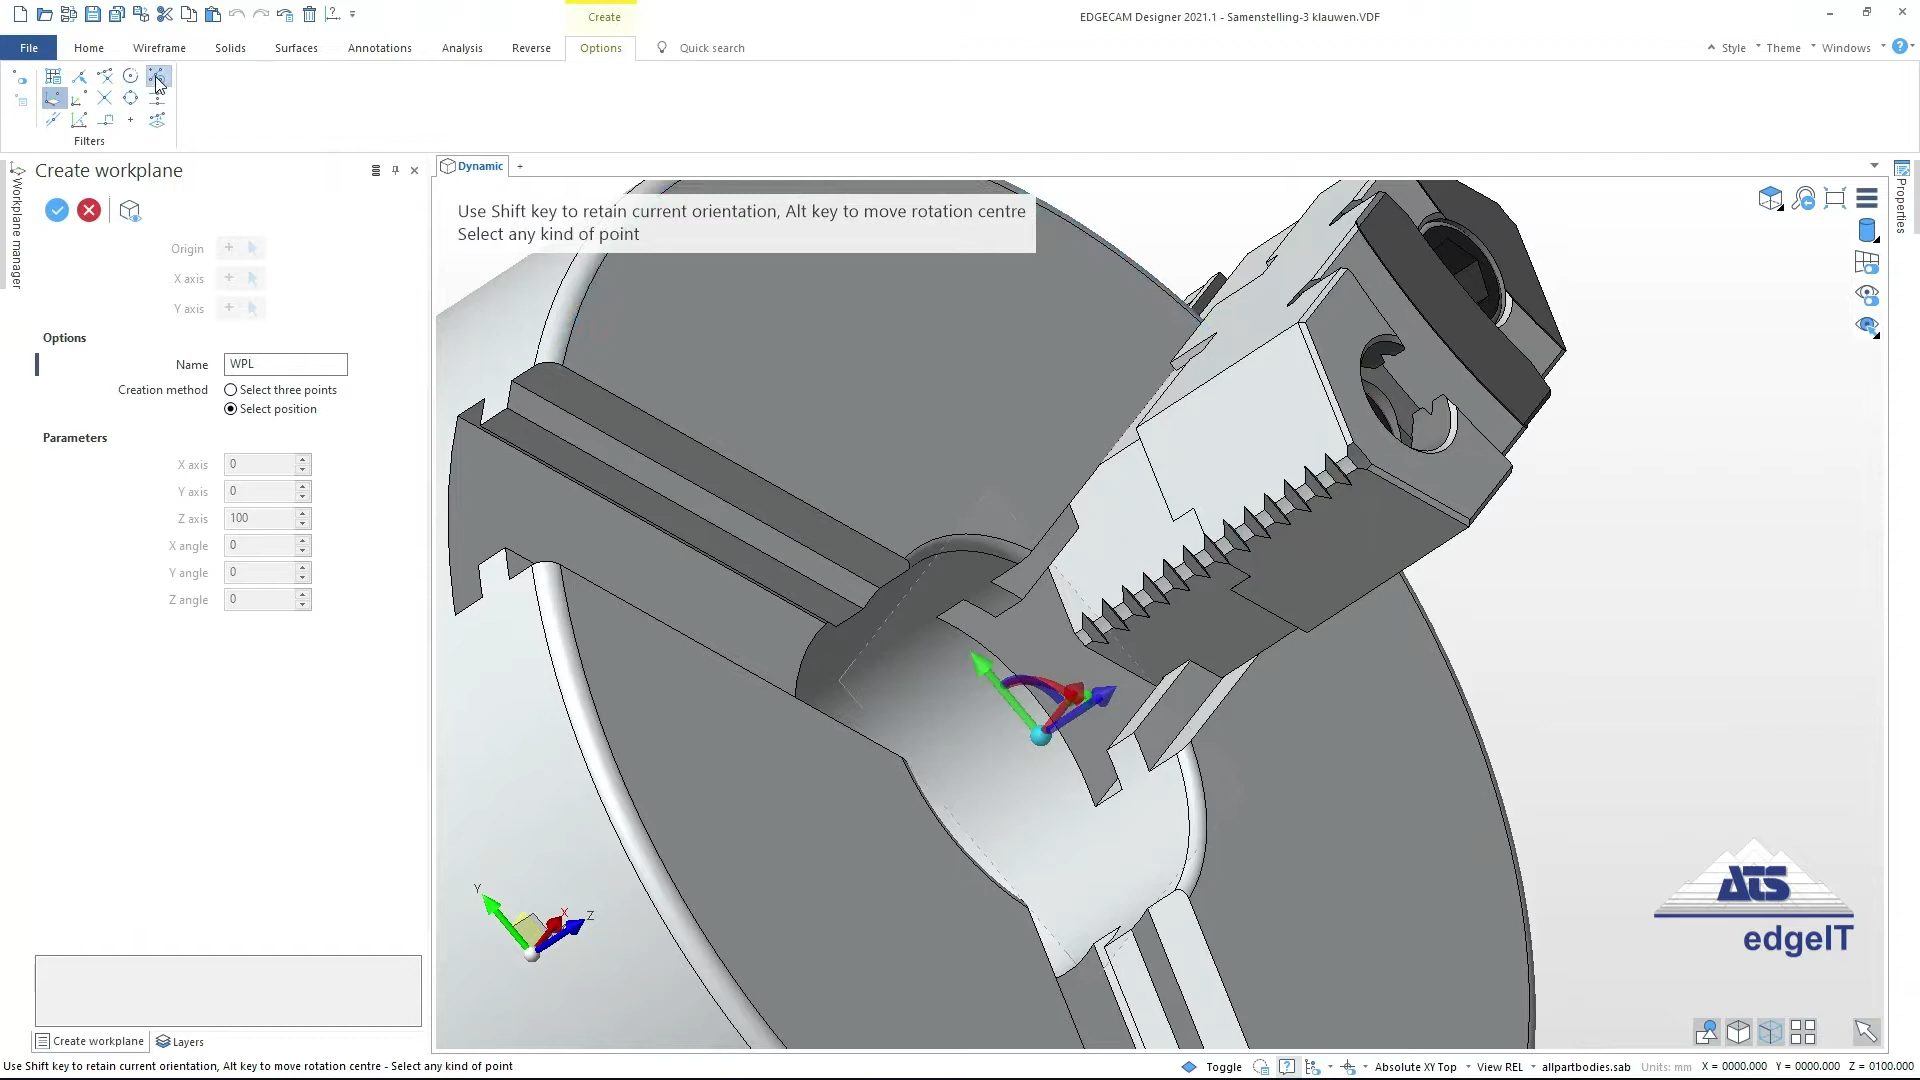 Create
EDGECAM Designer 2021.1 - Samenstelling-3 klauwen.VDF
File
Home
Wireframe
Solids
Surfaces
Annotations
Analysis
Reverse
Options
Quick search
Style
Theme
Windows
Filters
Create workplane
Workplane manager
Origin
X axis
Y axis
Options
Name
WPL
Creation method
Select three points
Select position
Parameters
X axis
0
Y axis
0
Z axis
100
X angle
0
Y angle
0
Z angle
0
Dynamic
+
Use Shift key to retain current orientation, Alt key to move rotation centre
Select any kind of point
Properties
Y
X
Z
ATS
edgeIT
Create workplane
Layers
Use Shift key to retain current orientation, Alt key to move rotation centre - Select any kind of point
Toggle
Absolute XY Top
View REL
allpartbodies.sab
Units: mm
X = 0000.000
Y = 0000.000
Z = 0100.000